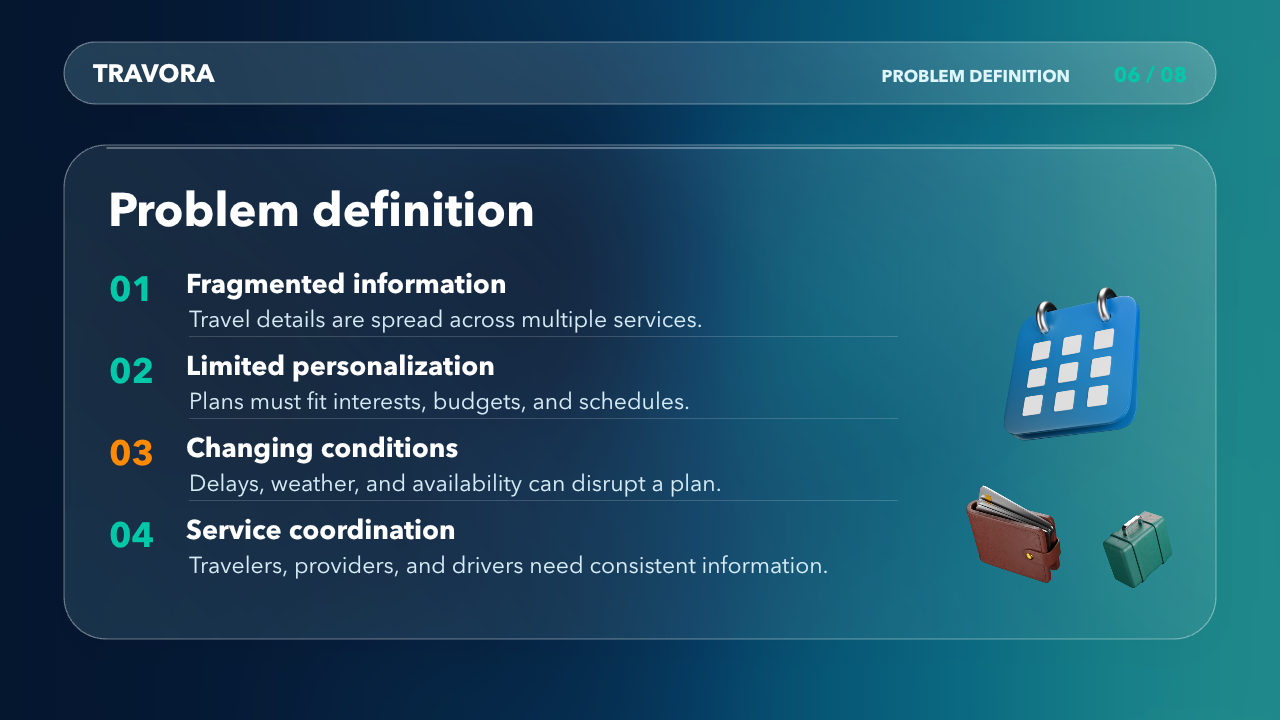 TRAVORA
PROBLEM DEFINITION 06 / 08
Problem definition
01 Fragmented information
Travel details are spread across multiple services.
02 Limited personalization
Plans must fit interests, budgets, and schedules.
03 Changing conditions
Delays, weather, and availability can disrupt a plan.
04 Service coordination
Travelers, providers, and drivers need consistent information.